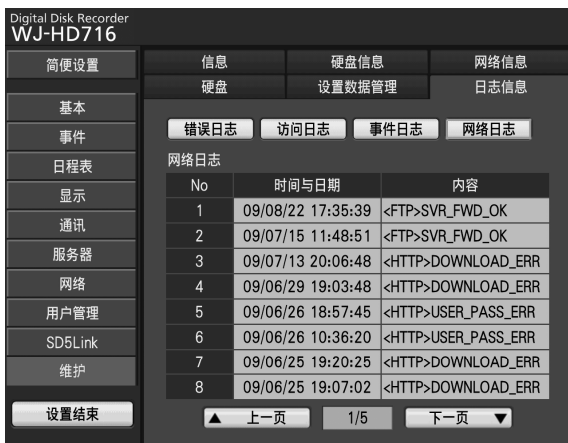 Digital Disk Recorder
WJ-HD716
简便设置
基本
事件
日程表
显示
通讯
服务器
网络
用户管理
SD5Link
维护
设置结束
信息 硬盘信息 网络信息
硬盘 设置数据管理 日志信息
错误日志 访问日志 事件日志 网络日志
网络日志
No 时间与日期 内容
1 09/08/22 17:35:39 <FTP>SVR_FWD_OK
2 09/07/15 11:48:51 <FTP>SVR_FWD_OK
3 09/07/13 20:06:48 <HTTP>DOWNLOAD_ERR
4 09/06/29 19:03:48 <HTTP>DOWNLOAD_ERR
5 09/06/26 18:57:45 <HTTP>USER_PASS_ERR
6 09/06/26 10:36:20 <HTTP>USER_PASS_ERR
7 09/06/25 19:20:25 <HTTP>DOWNLOAD_ERR
8 09/06/25 19:07:02 <HTTP>DOWNLOAD_ERR
▲ 上一页 1/5 下一页 ▼